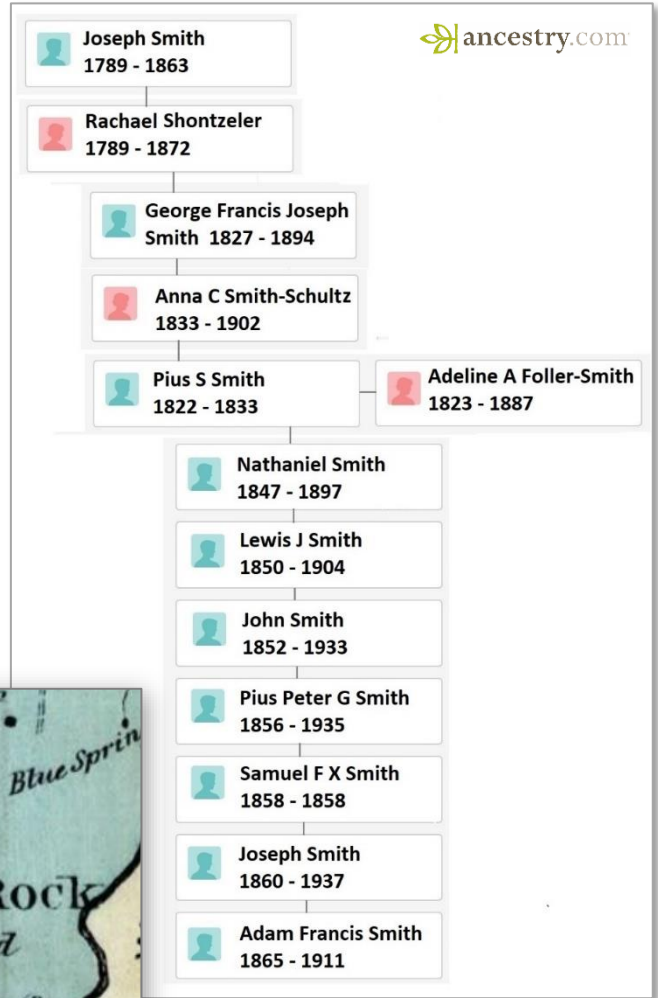 ancestry.com
Joseph Smith
1789 - 1863
Rachael Shontzeler
1789 - 1872
George Francis Joseph
Smith 1827 - 1894
Anna C Smith-Schultz
1833 - 1902
Pius S Smith
1822 - 1833
Adeline A Foller-Smith
1823 - 1887
Nathaniel Smith
1847 - 1897
Lewis J Smith
1850 - 1904
John Smith
1852 - 1933
Pius Peter G Smith
1856 - 1935
Samuel F X Smith
1858 - 1858
Joseph Smith
1860 - 1937
Adam Francis Smith
1865 - 1911
Blue Sprin
Rock
d